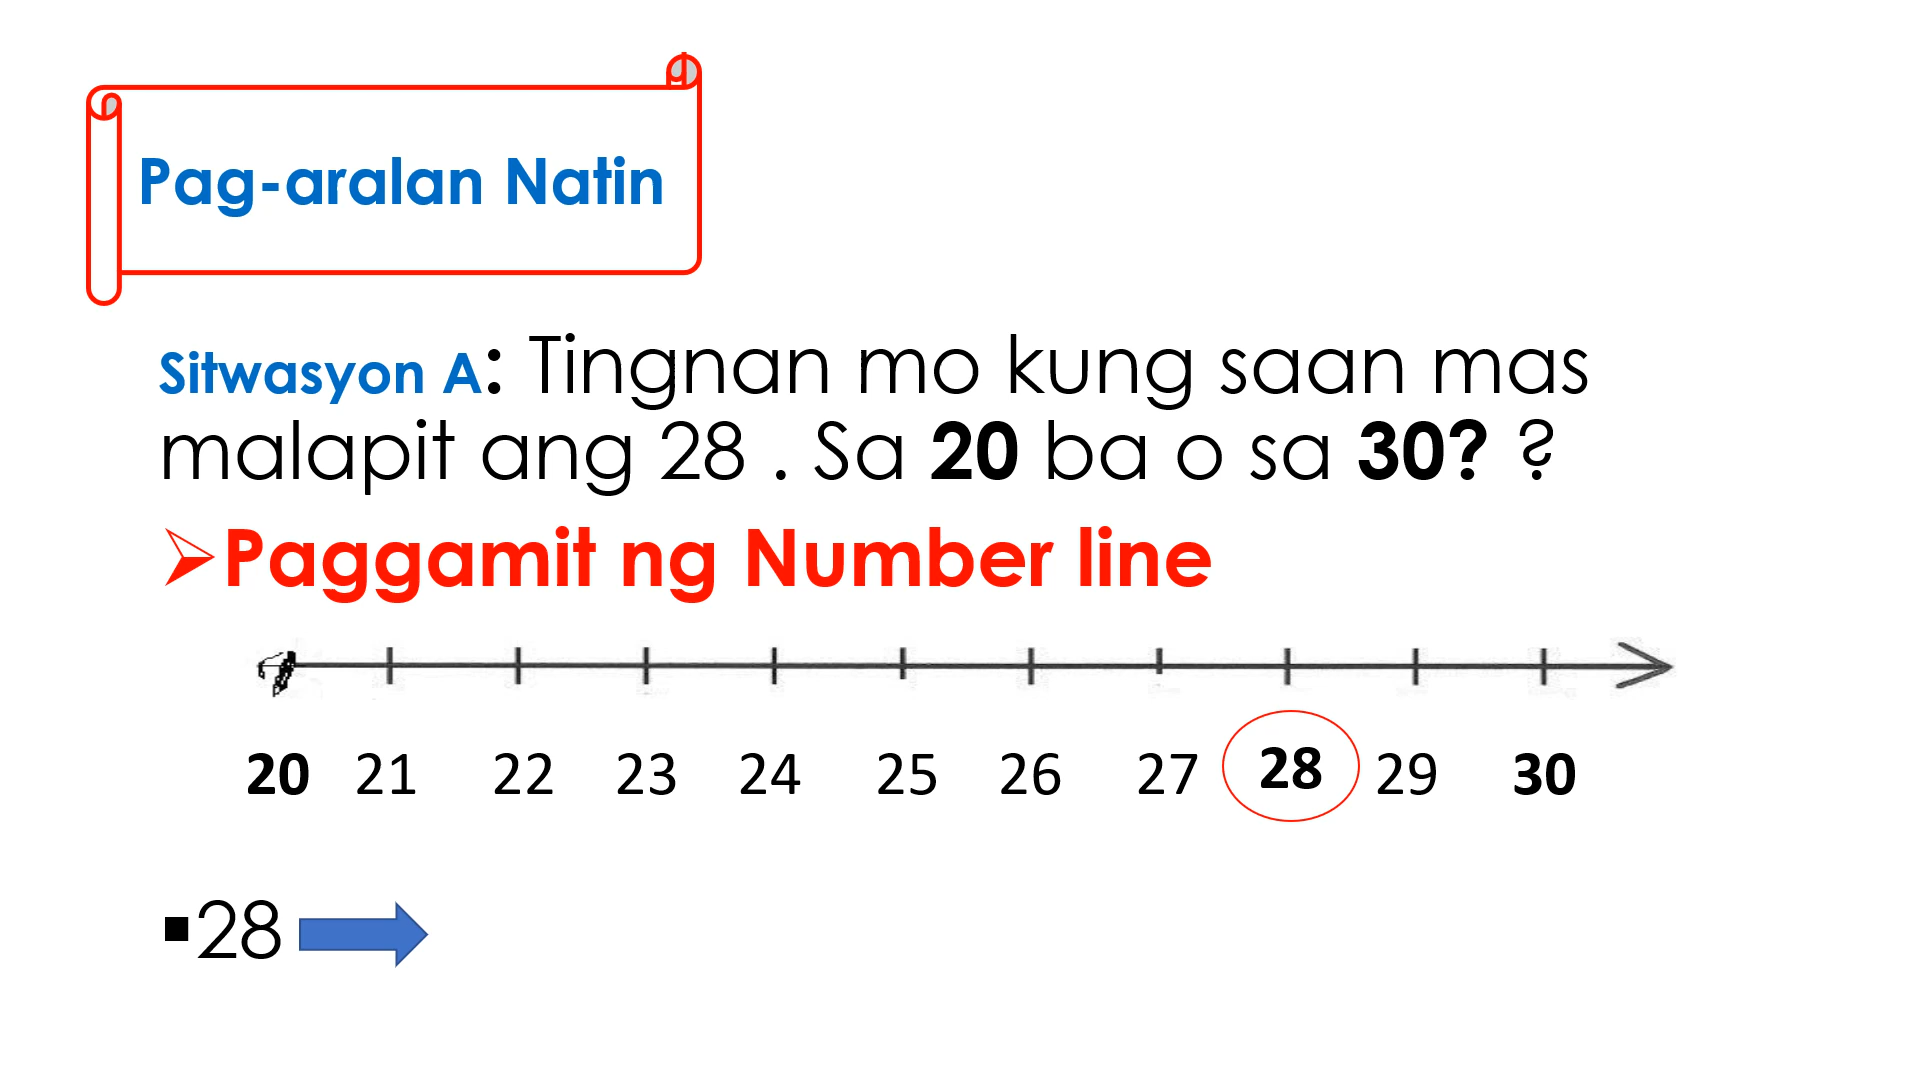 Pag-aralan Natin
Sitwasyon A: Tingnan mo kung saan mas
malapit ang 28 . Sa 20 ba o sa 30? ?
➢Paggamit ng Number line
20 21 22 23 24 25 26 27 28 29 30
▪28